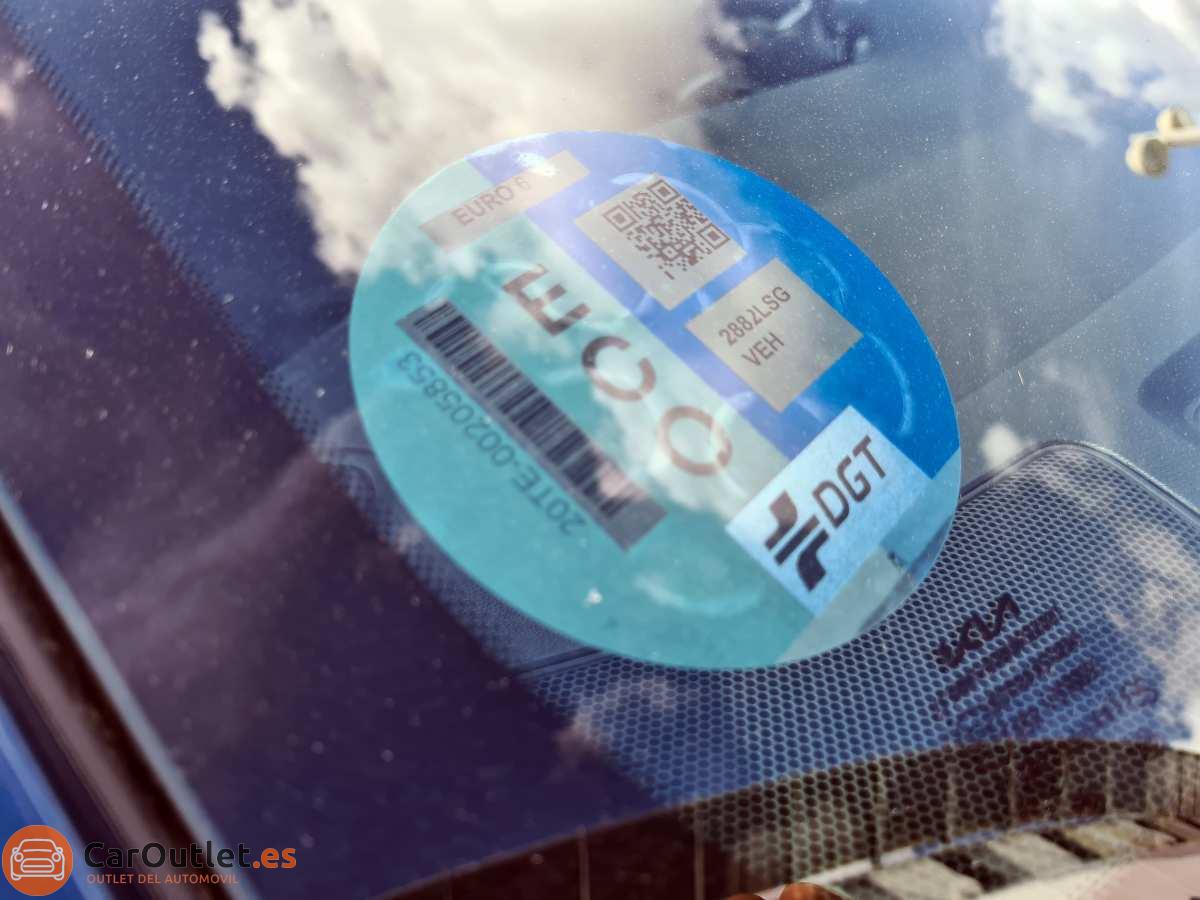 EURO 6
2882LSG
VEH
ECO
DGT
20TE-00205853
KIA
CarOutlet.es
OUTLET DEL AUTOMOVIL